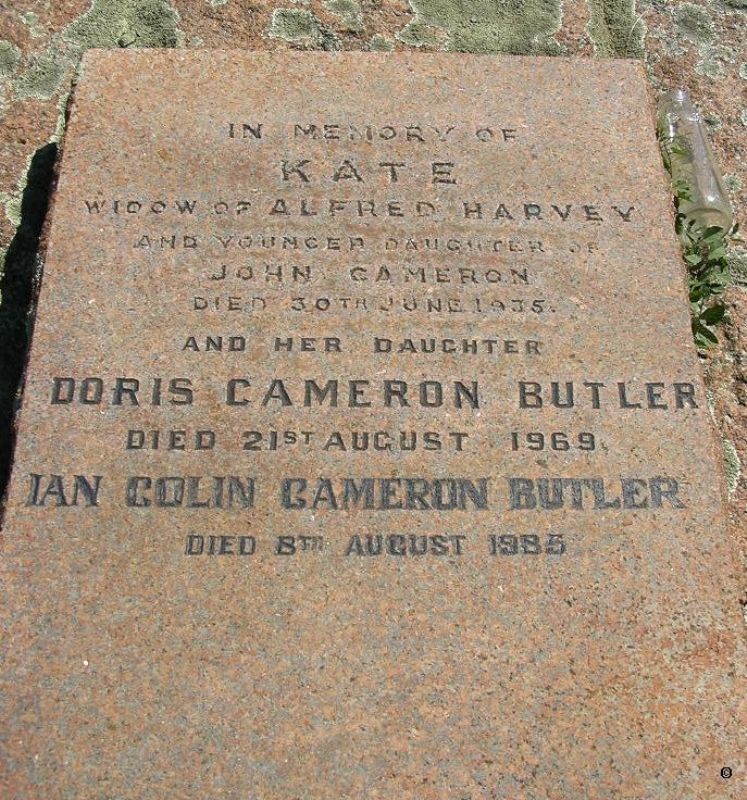 IN MEMORY OF
KATE
WIDOW OF ALFRED HARVEY
AND YOUNGER DAUGHTER OF
JOHN CAMERON
DIED 30TH JUNE 1935.
AND HER DAUGHTER
DORIS CAMERON BUTLER
DIED 21ST AUGUST 1969.
IAN COLIN CAMERON BUTLER
DIED 8TH AUGUST 1985
©